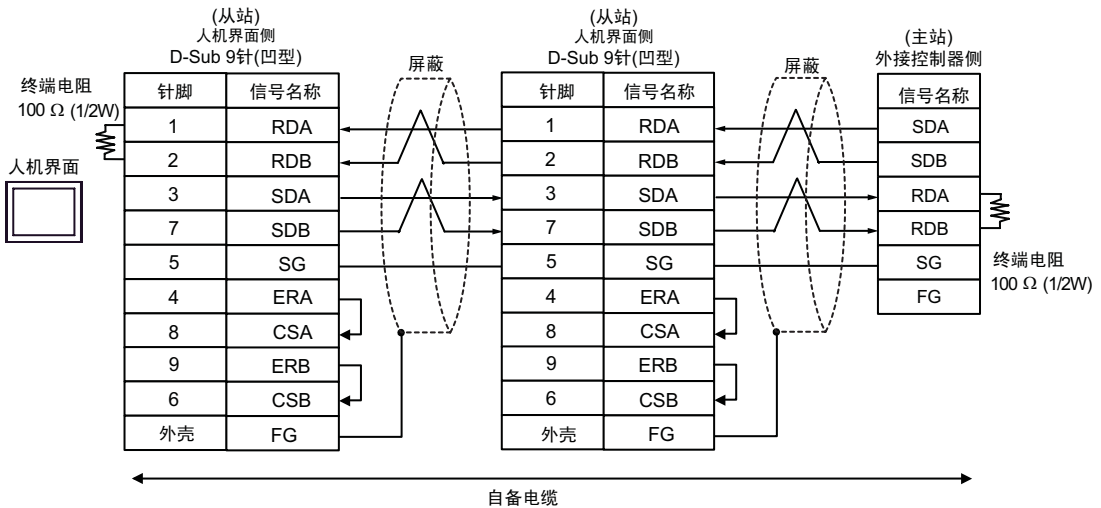 (从站)
人机界面侧
D-Sub 9针(凹型)
屏蔽
(从站)
人机界面侧
D-Sub 9针(凹型)
屏蔽
(主站)
外接控制器侧
终端电阻
100 Ω (1/2W)
人机界面
针脚 信号名称
1 RDA
2 RDB
3 SDA
7 SDB
5 SG
4 ERA
8 CSA
9 ERB
6 CSB
外壳 FG
针脚 信号名称
1 RDA
2 RDB
3 SDA
7 SDB
5 SG
4 ERA
8 CSA
9 ERB
6 CSB
外壳 FG
信号名称
SDA
SDB
RDA
RDB
SG
FG
终端电阻
100 Ω (1/2W)
自备电缆